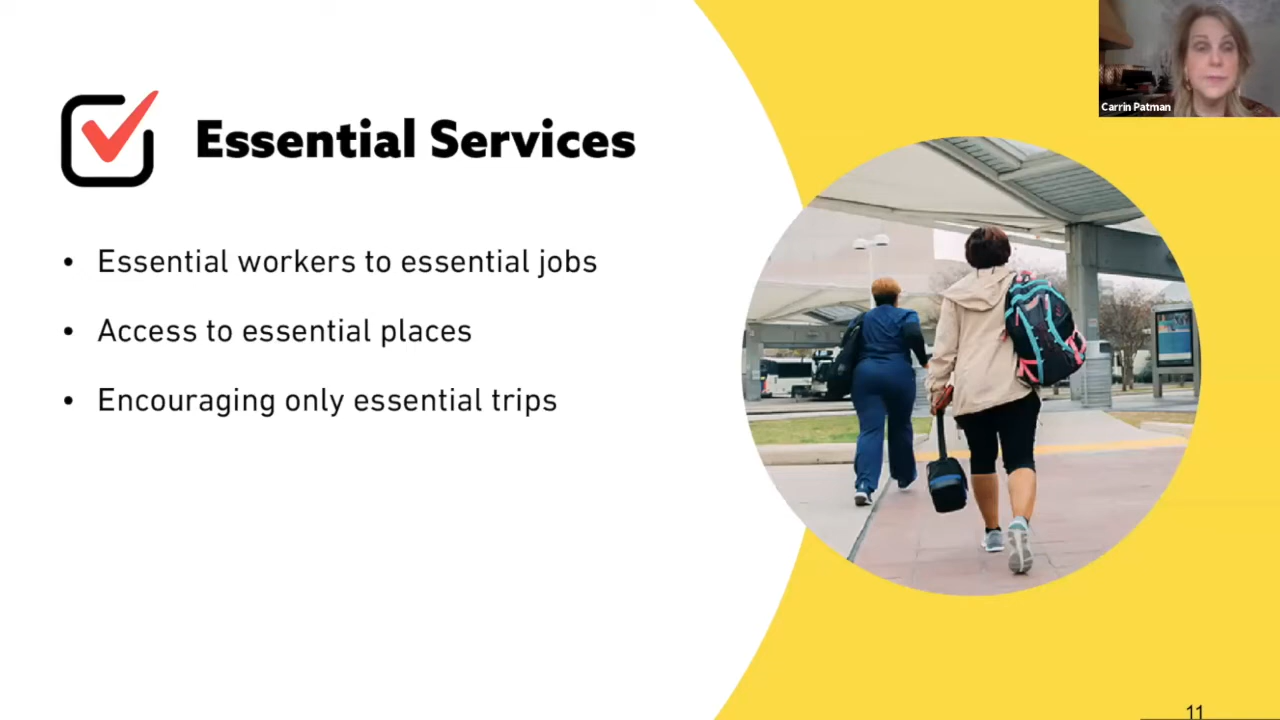 Carrin Patman
Essential Services
• Essential workers to essential jobs
• Access to essential places
• Encouraging only essential trips
11